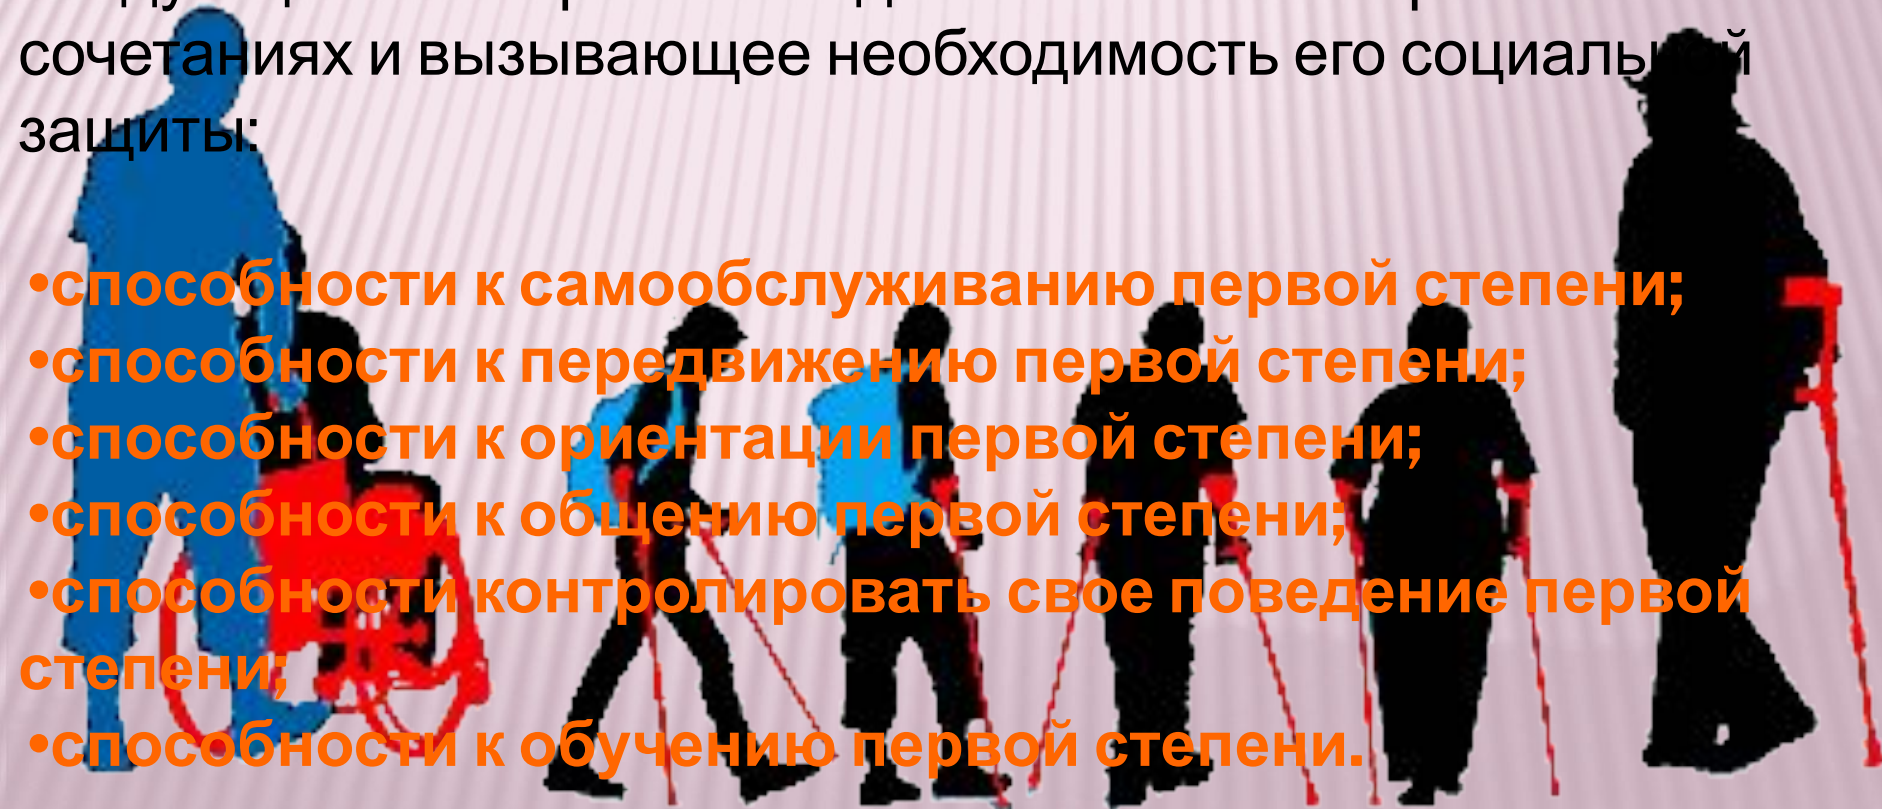 сочетаниях и вызывающее необходимость его социальной
защиты:
•способности к самообслуживанию первой степени;
•способности к передвижению первой степени;
•способности к ориентации первой степени;
•способности к общению первой степени;
•способности контролировать свое поведение первой
степени;
•способности к обучению первой степени.